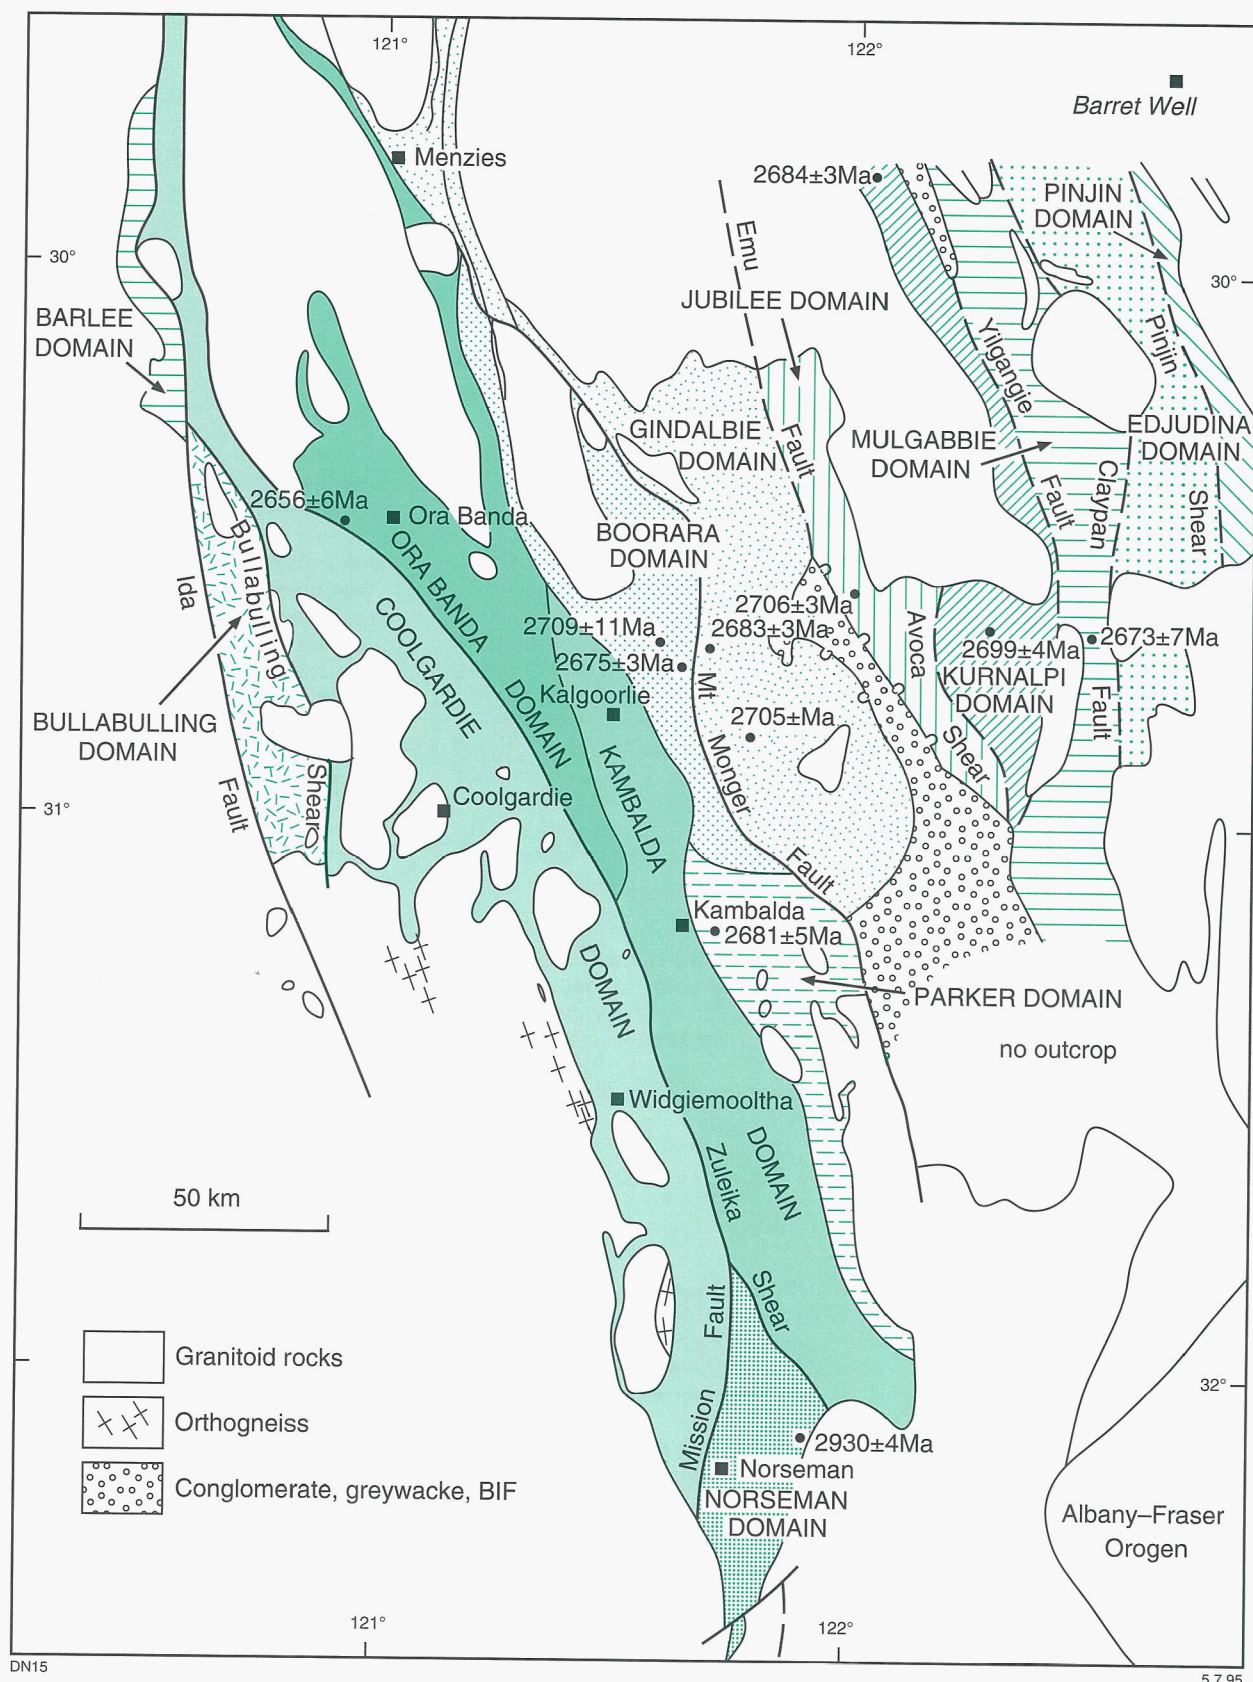 121°
122°
Barret Well
Menzies
2684±3Ma
PINJIN
DOMAIN
30°
Emu
30°
JUBILEE DOMAIN
BARLEE
DOMAIN
Yilgangie
Pinjin
GINDALBIE
DOMAIN
Fault
MULGABBIE
DOMAIN
EDJUDINA
DOMAIN
2656±6Ma
Ora Banda
Fault
Claypan
Shear
BOORARA
DOMAIN
Ida
Bullabulling
ORA BANDA
COOLGARDIE
2706±3Ma
2709±11Ma
2683±3Ma
2675±3Ma
Avoca
2699±4Ma
2673±7Ma
KURNALPI
DOMAIN
Kalgoorlie
Mt
DOMAIN
2705±Ma
BULLABULLING
DOMAIN
Fault
Shear
Shear
KAMBALDA
Monger
Fault
31°
Coolgardie
Fault
Kambalda
2681±5Ma
DOMAIN
PARKER DOMAIN
no outcrop
Widgiemooltha
Zuleika
DOMAIN
50 km
Shear
Fault
Granitoid rocks
32°
Mission
Orthogneiss
2930±4Ma
Norseman
Conglomerate, greywacke, BIF
NORSEMAN
DOMAIN
Albany–Fraser
Orogen
121°
122°
DN15
5.7.95